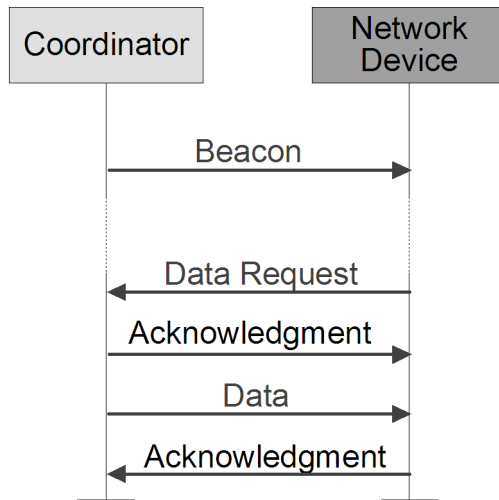 Coordinator
Network
Device
Beacon
Data Request
Acknowledgment
Data
Acknowledgment